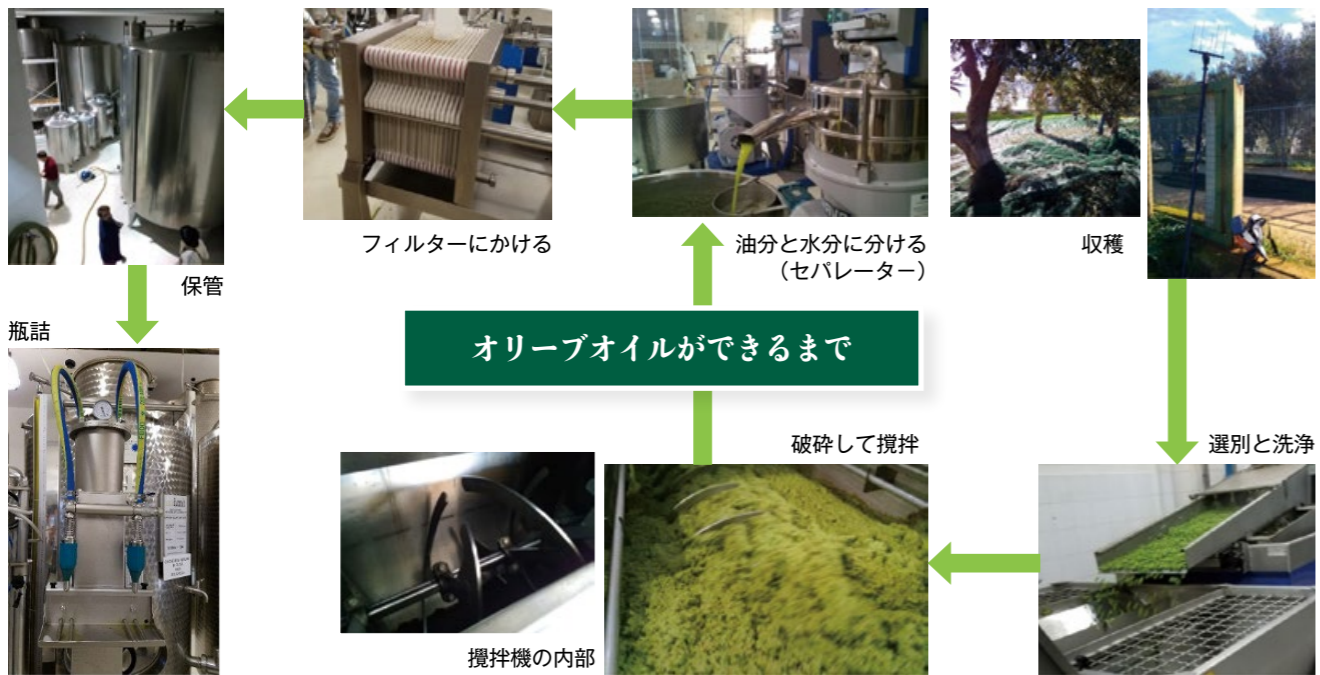 オリーブオイルができるまで
収穫
選別と洗浄
破砕して撹拌
攪拌機の内部
油分と水分に分ける
（セパレーター）
フィルターにかける
保管
瓶詰